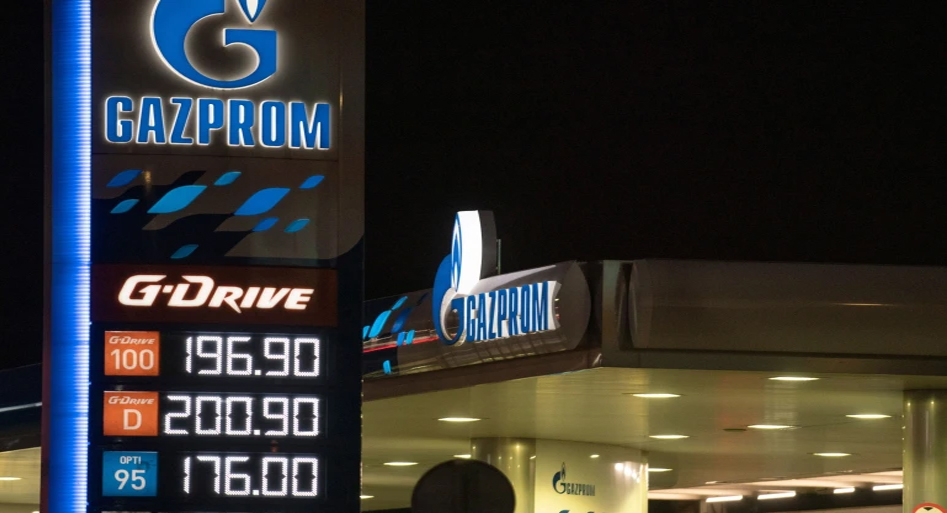 GAZPROM
G-DRIVE
G-DRIVE
100
196.90
G-DRIVE
D
200.90
OPTI
95
176.00
GAZPROM
GAZPROM